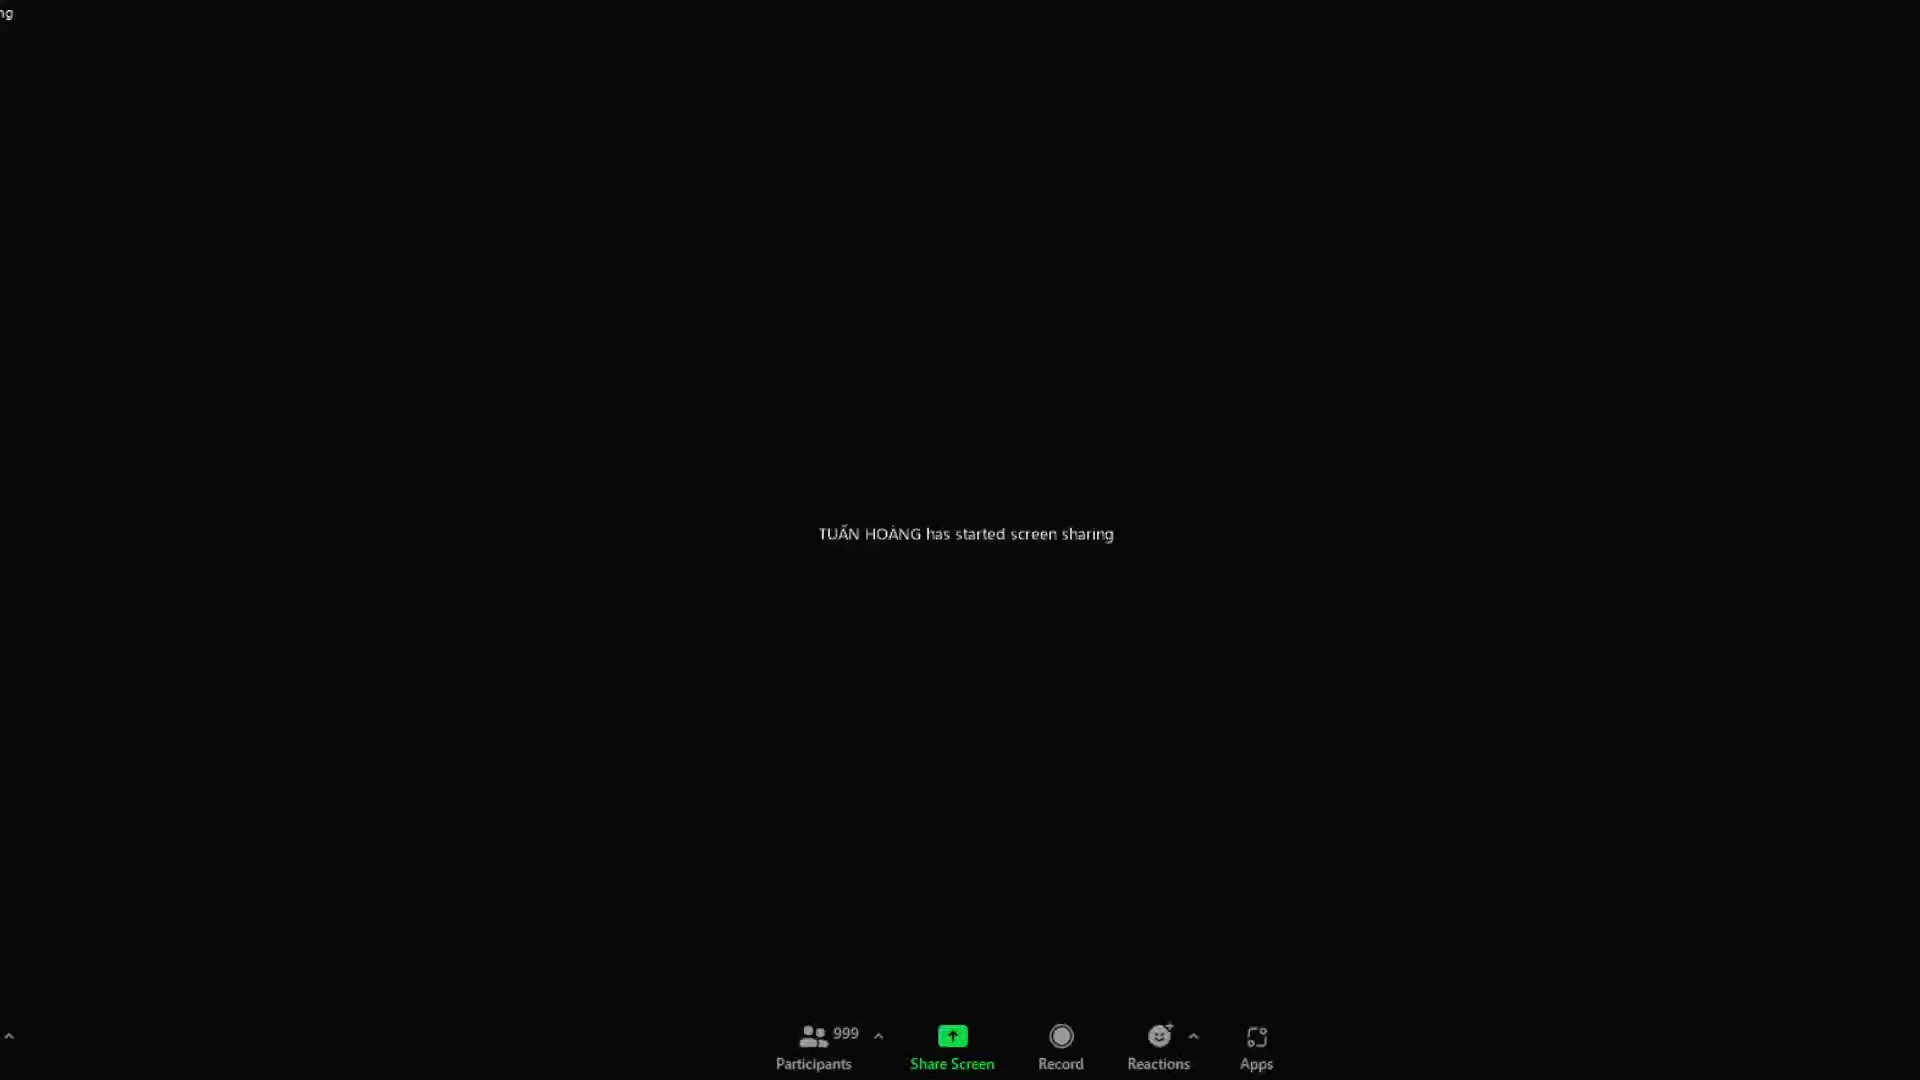 ng
TUẤN HOÀNG has started screen sharing
999
Participants
Share Screen
Record
Reactions
Apps